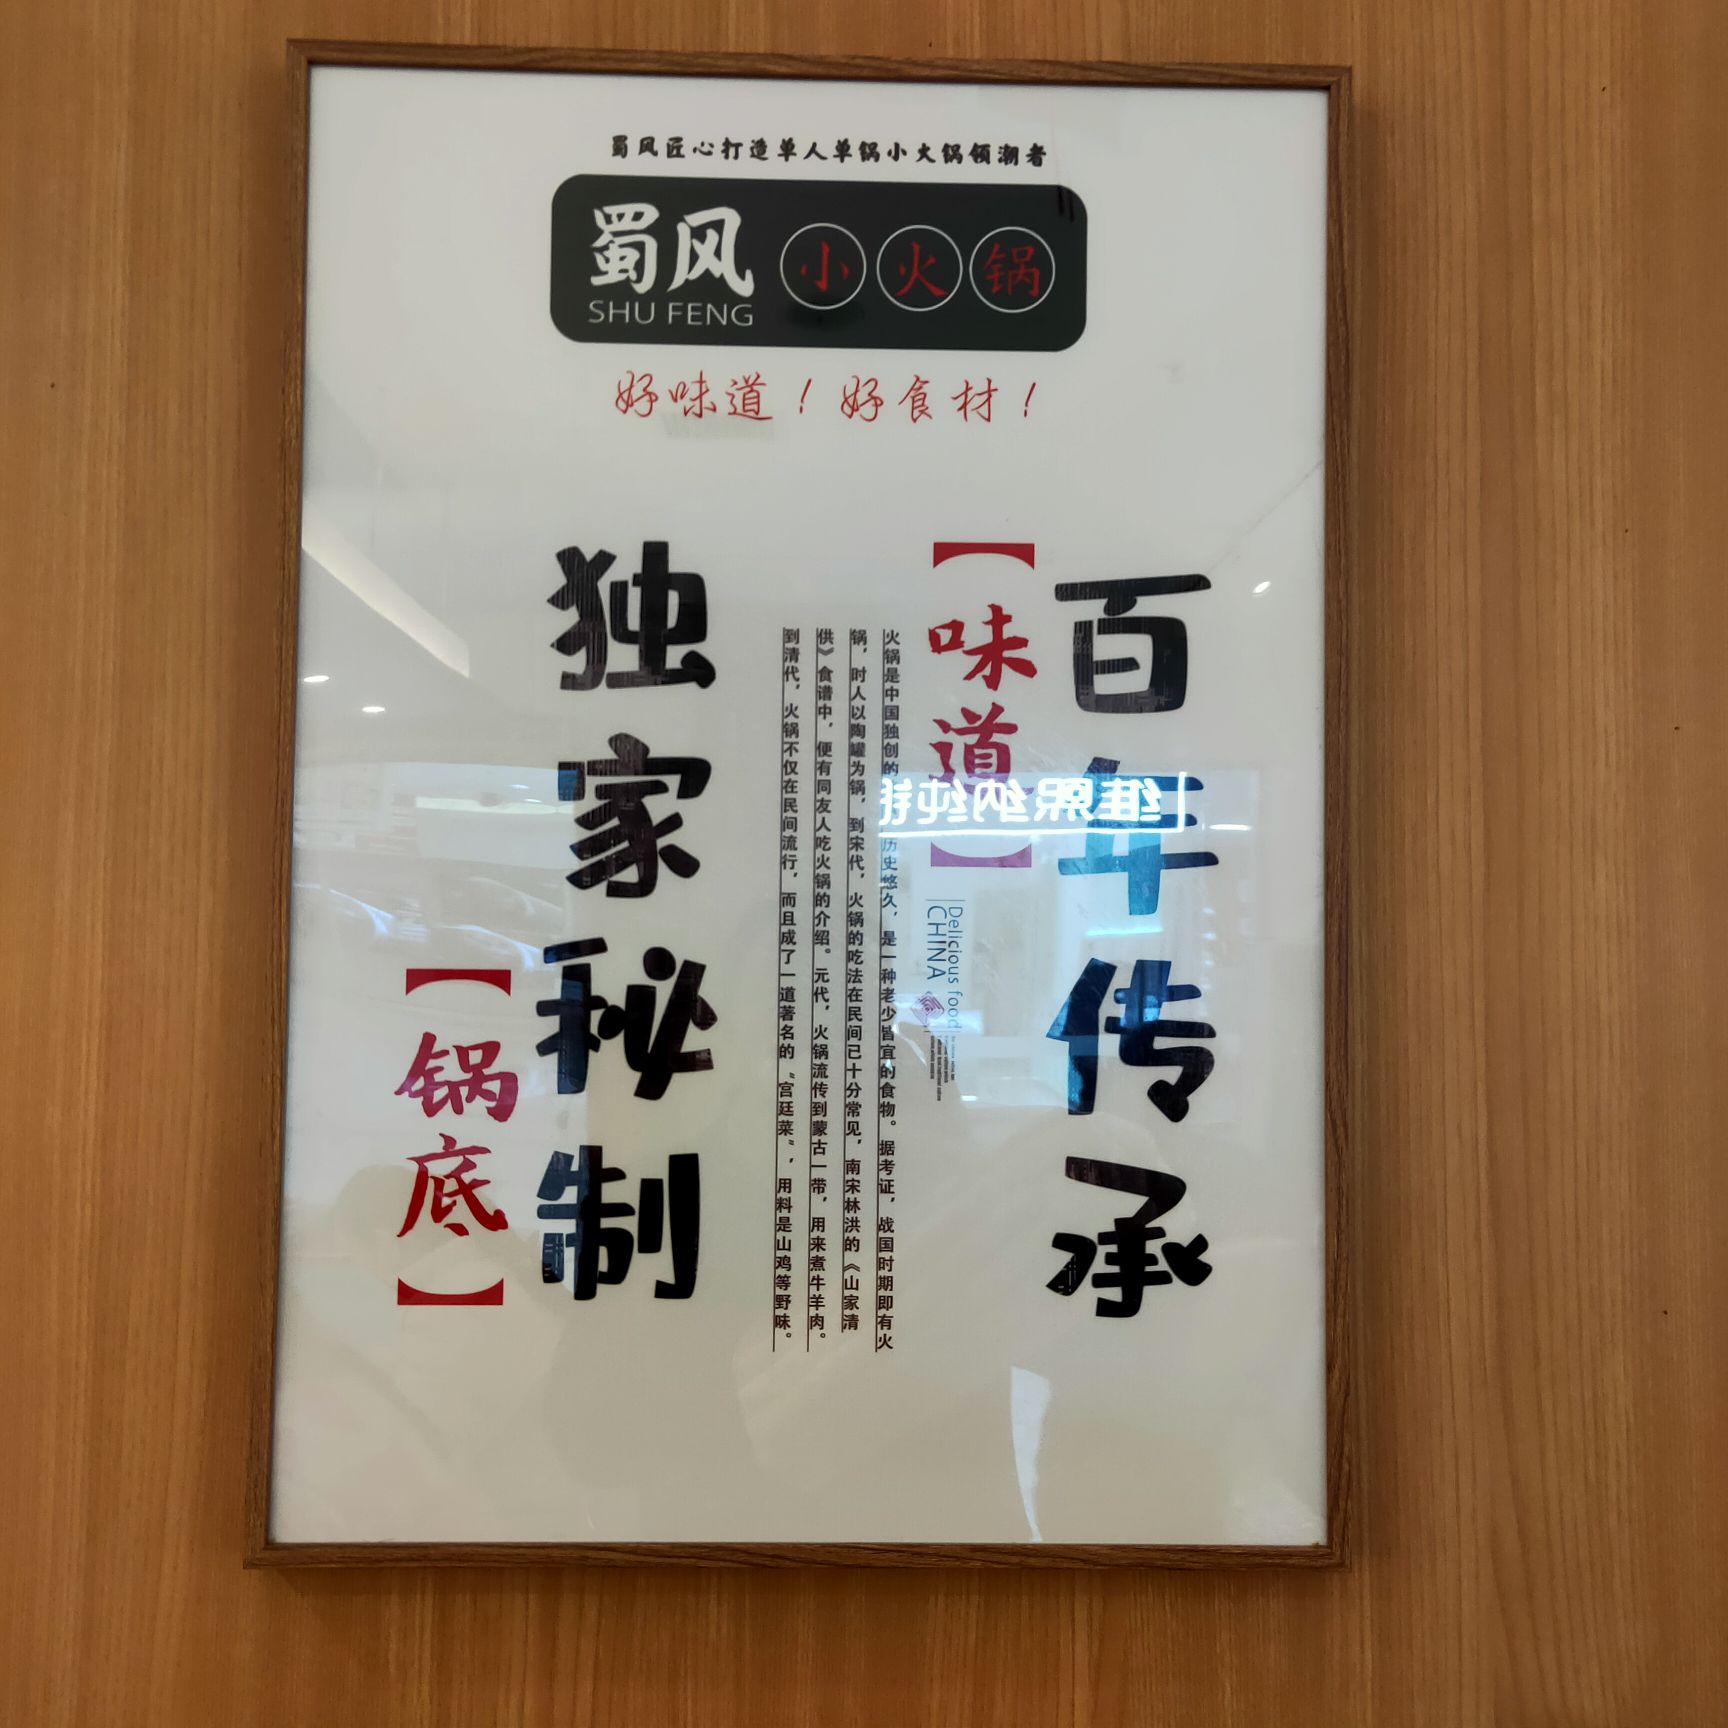 蜀风匠心打造单人单锅小火锅领潮者
蜀风 小火锅
SHU FENG
好味道！好食材！
百年传承
【味道】
Delicious food
CHINA
火锅是中国独创的 历史悠久，是一种老少皆宜的食物。据考证，战国时期即有火
锅，时人以陶罐为锅，到宋代，火锅的吃法在民间已十分常见，南宋林洪的《山家清
供》食谱中，便有同友人吃火锅的介绍。元代，火锅流传到蒙古一带，用来煮牛羊肉。
到清代，火锅不仅在民间流行，而且成了一道著名的“宫廷菜”，用料是山鸡等野味。
独家秘制
【锅底】
维熙纳纯